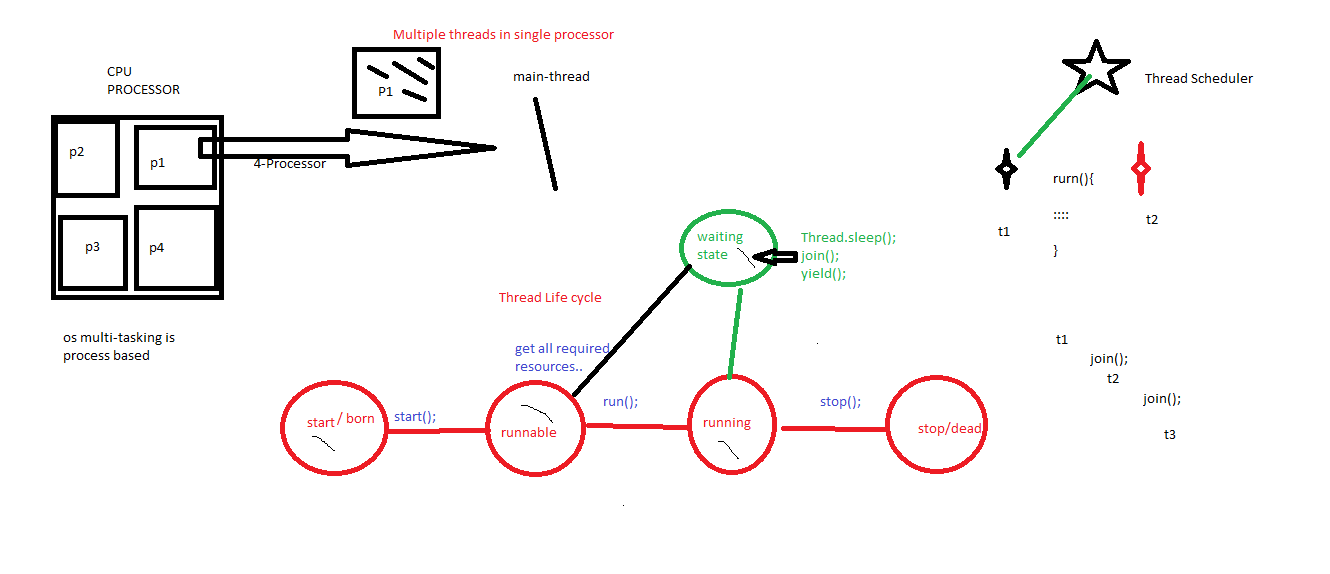 Multiple threads in single processor
CPU
PROCESSOR
P1
main-thread
Thread Scheduler
p2
p1
4-Processor
rurn(){
::::
}
t1
t2
p3
p4
waiting
state
Thread.sleep();
join();
yield();
Thread Life cycle
os multi-tasking is
process based
get all required
resources..
t1
join();
t2
join();
t3
start / born
start();
runnable
run();
running
stop();
stop/dead